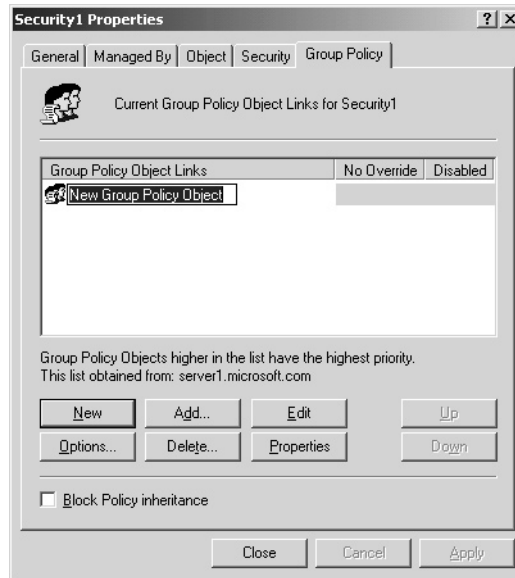 Security1 Properties
General Managed By Object Security Group Policy
Current Group Policy Object Links for Security1
Group Policy Object Links No Override Disabled
New Group Policy Object
Group Policy Objects higher in the list have the highest priority.
This list obtained from: server1.microsoft.com
New Add... Edit Up
Options... Delete... Properties Down
Block Policy inheritance
Close Cancel Apply